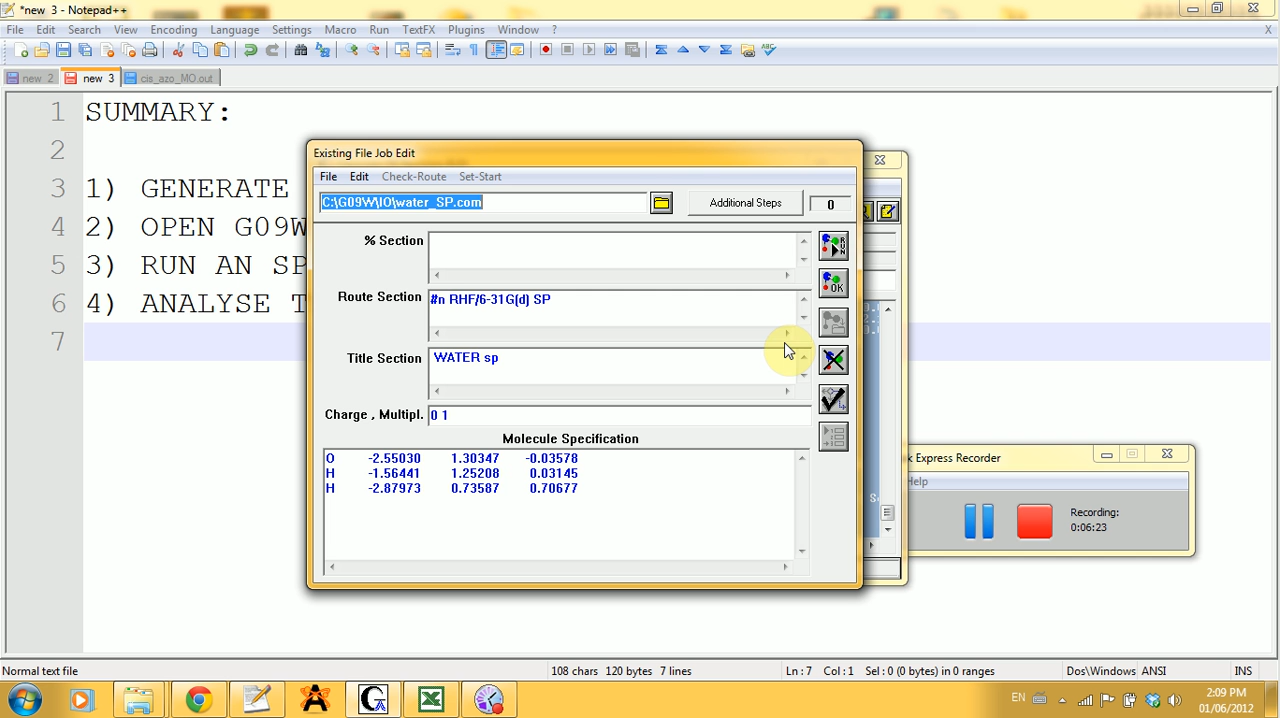 *new 3 - Notepad++
File Edit Search View Encoding Language Settings Macro Run TextFX Plugins Window ?
X
new 2 new 3 cis_azo_MO.out
1 SUMMARY:
2
3 1) GENERATE
4 2) OPEN G09W
5 3) RUN AN SP
6 4) ANALYSE T
7
Existing File Job Edit
File Edit Check-Route Set-Start
C:\G09W\IO\water_SP.com
Additional Steps
0
% Section
Route Section #n RHF/6-31G(d) SP
Title Section WATER sp
Charge , Multipl. 0 1
Molecule Specification
O -2.55030 1.30347 -0.03578
H -1.56441 1.25208 0.03145
H -2.87973 0.73587 0.70677
RUN
OK
Express Recorder
Help
Recording:
0:06:23
Normal text file 108 chars 120 bytes 7 lines Ln : 7 Col : 1 Sel : 0 (0 bytes) in 0 ranges Dos\Windows ANSI INS
EN
2:09 PM
01/06/2012